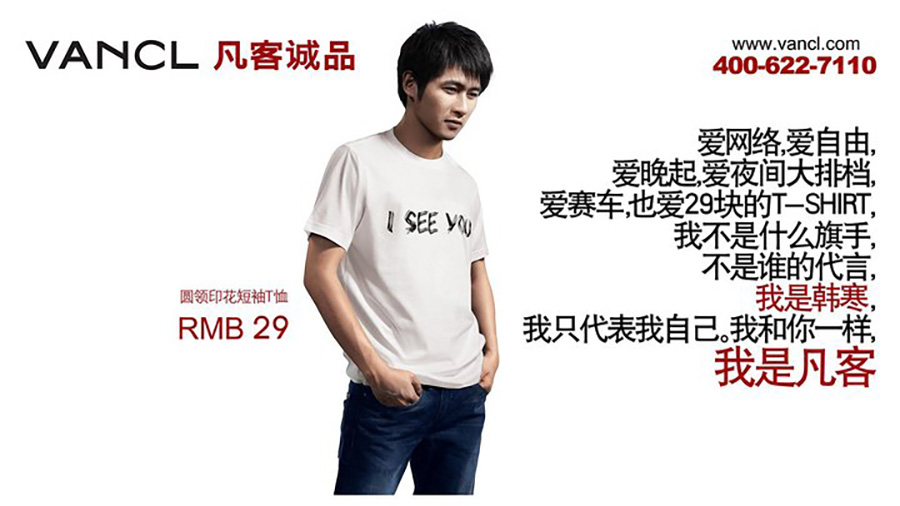 VANCL 凡客诚品
www.vancl.com
400-622-7110
爱网络,爱自由,
爱晚起,爱夜间大排档,
爱赛车,也爱29块的T-SHIRT,
我不是什么旗手,
不是谁的代言,
我是韩寒,
我只代表我自己。我和你一样,
我是凡客
I SEE YOU
圆领印花短袖T恤
RMB 29